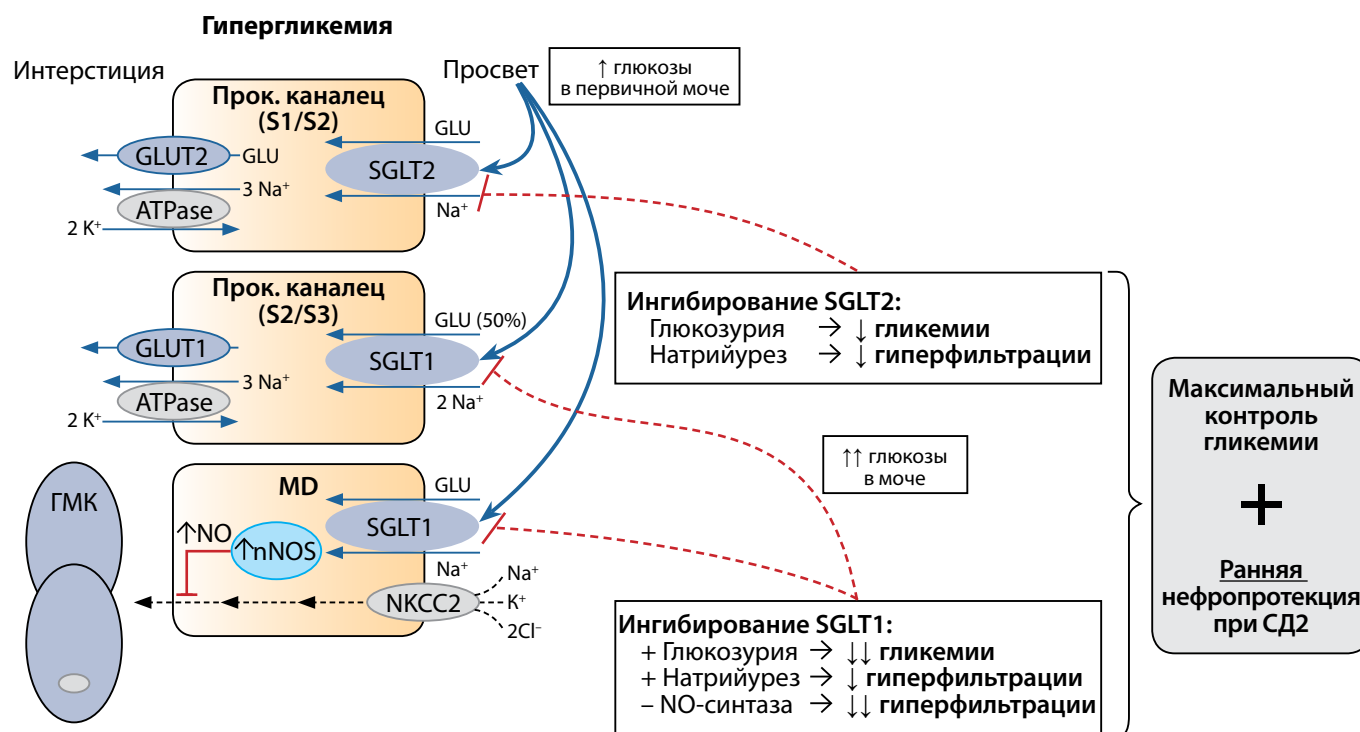 Гипергликемия
Интерстиция
Просвет
↑ глюкозы
в первичной моче
Прок. каналец
(S1/S2)
GLU
GLUT2
GLU
SGLT2
3 Na⁺
ATPase
Na⁺
2 K⁺
Прок. каналец
(S2/S3)
GLU (50%)
GLUT1
SGLT1
3 Na⁺
ATPase
2 Na⁺
2 K⁺
Ингибирование SGLT2:
Глюкозурия → ↓ гликемии
Натрийурез → ↓ гиперфильтрации
↑↑ глюкозы
в моче
MD
GLU
ГМК
SGLT1
↑NO
↑nNOS
Na⁺
NKCC2
Na⁺
K⁺
2Cl⁻
Ингибирование SGLT1:
+ Глюкозурия → ↓↓ гликемии
+ Натрийурез → ↓ гиперфильтрации
– NO-синтаза → ↓↓ гиперфильтрации
Максимальный
контроль
гликемии
+
Ранняя
нефропротекция
при СД2